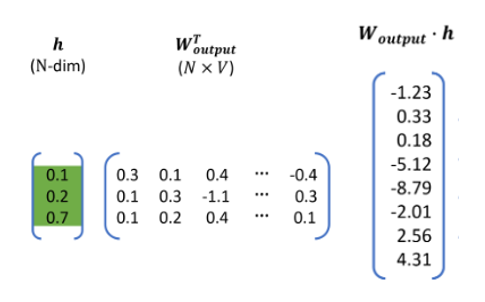 h
(N-dim)
W^T_output
(N × V)
W_output · h
0.1
0.2
0.7
0.3 0.1 0.4 ··· -0.4
0.1 0.3 -1.1 ··· 0.3
0.1 0.2 0.4 ··· 0.1
-1.23
0.33
0.18
-5.12
-8.79
-2.01
2.56
4.31